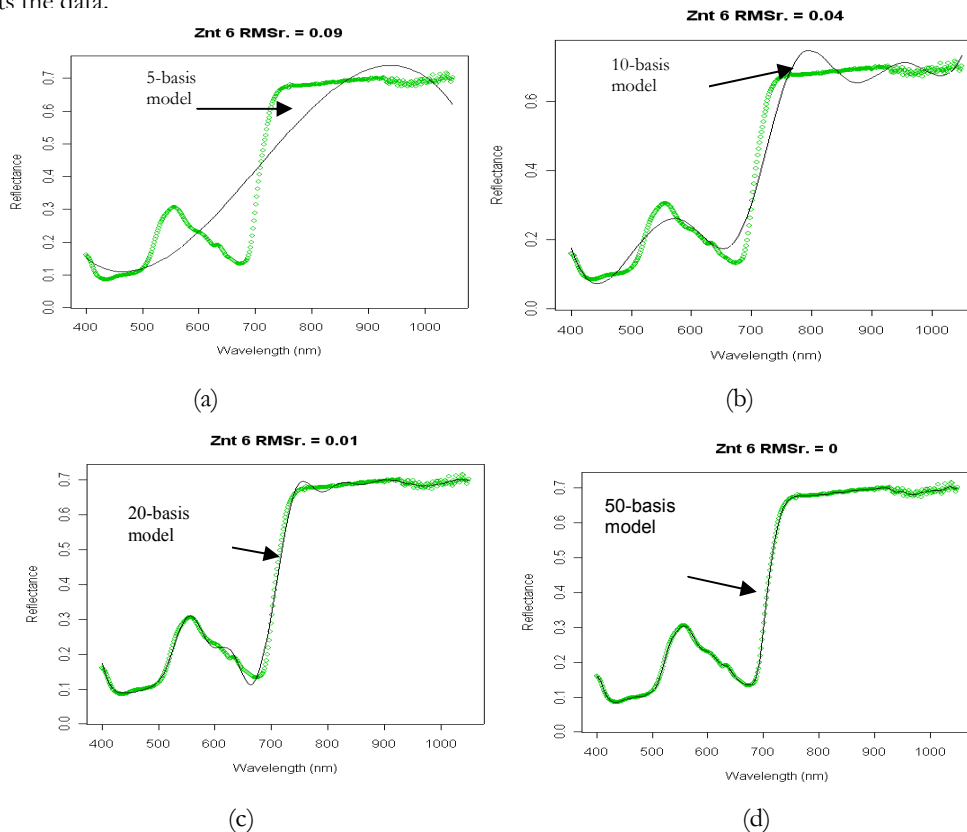 ts the data.
Znt 6 RMSr. = 0.09
5-basis
model
Reflectance
0.7
0.6
0.5
0.4
0.3
0.2
0.1
0.0
400 500 600 700 800 900 1000
Wavelength (nm)
(a)
Znt 6 RMSr. = 0.04
10-basis
model
Reflectance
0.6
0.4
0.2
0.0
400 500 600 700 800 900 1000
Wavelength (nm)
(b)
Znt 6 RMSr. = 0.01
20-basis
model
Reflectance
0.7
0.6
0.5
0.4
0.3
0.2
0.1
0.0
400 500 600 700 800 900 1000
Wavelength (nm)
(c)
Znt 6 RMSr. = 0
50-basis
model
Reflectance
0.7
0.6
0.5
0.4
0.3
0.2
0.1
0.0
400 500 600 700 800 900 1000
Wavelength (nm)
(d)